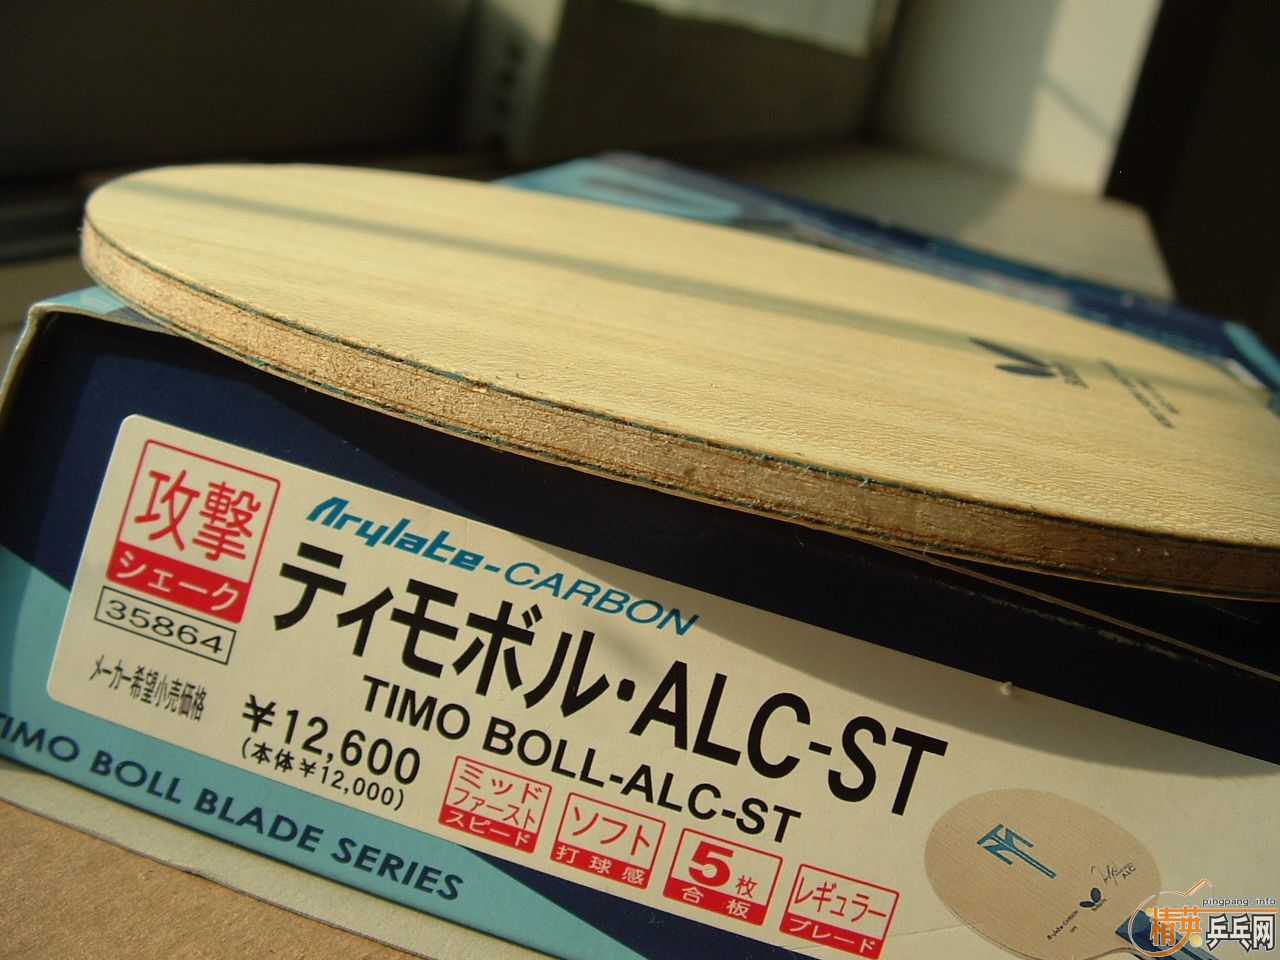 攻撃
シェーク
35864
メーカー希望小売価格
Arylate-CARBON
ティモボル・ALC-ST
TIMO BOLL-ALC-ST
¥12,600
(本体¥12,000)
ミッド
ファースト
スピード
ソフト
打球感
5枚
合板
レギュラー
ブレード
TIMO BOLL BLADE SERIES
Arylate-CARBON
ALC
pingpang.info
精英乒乓网